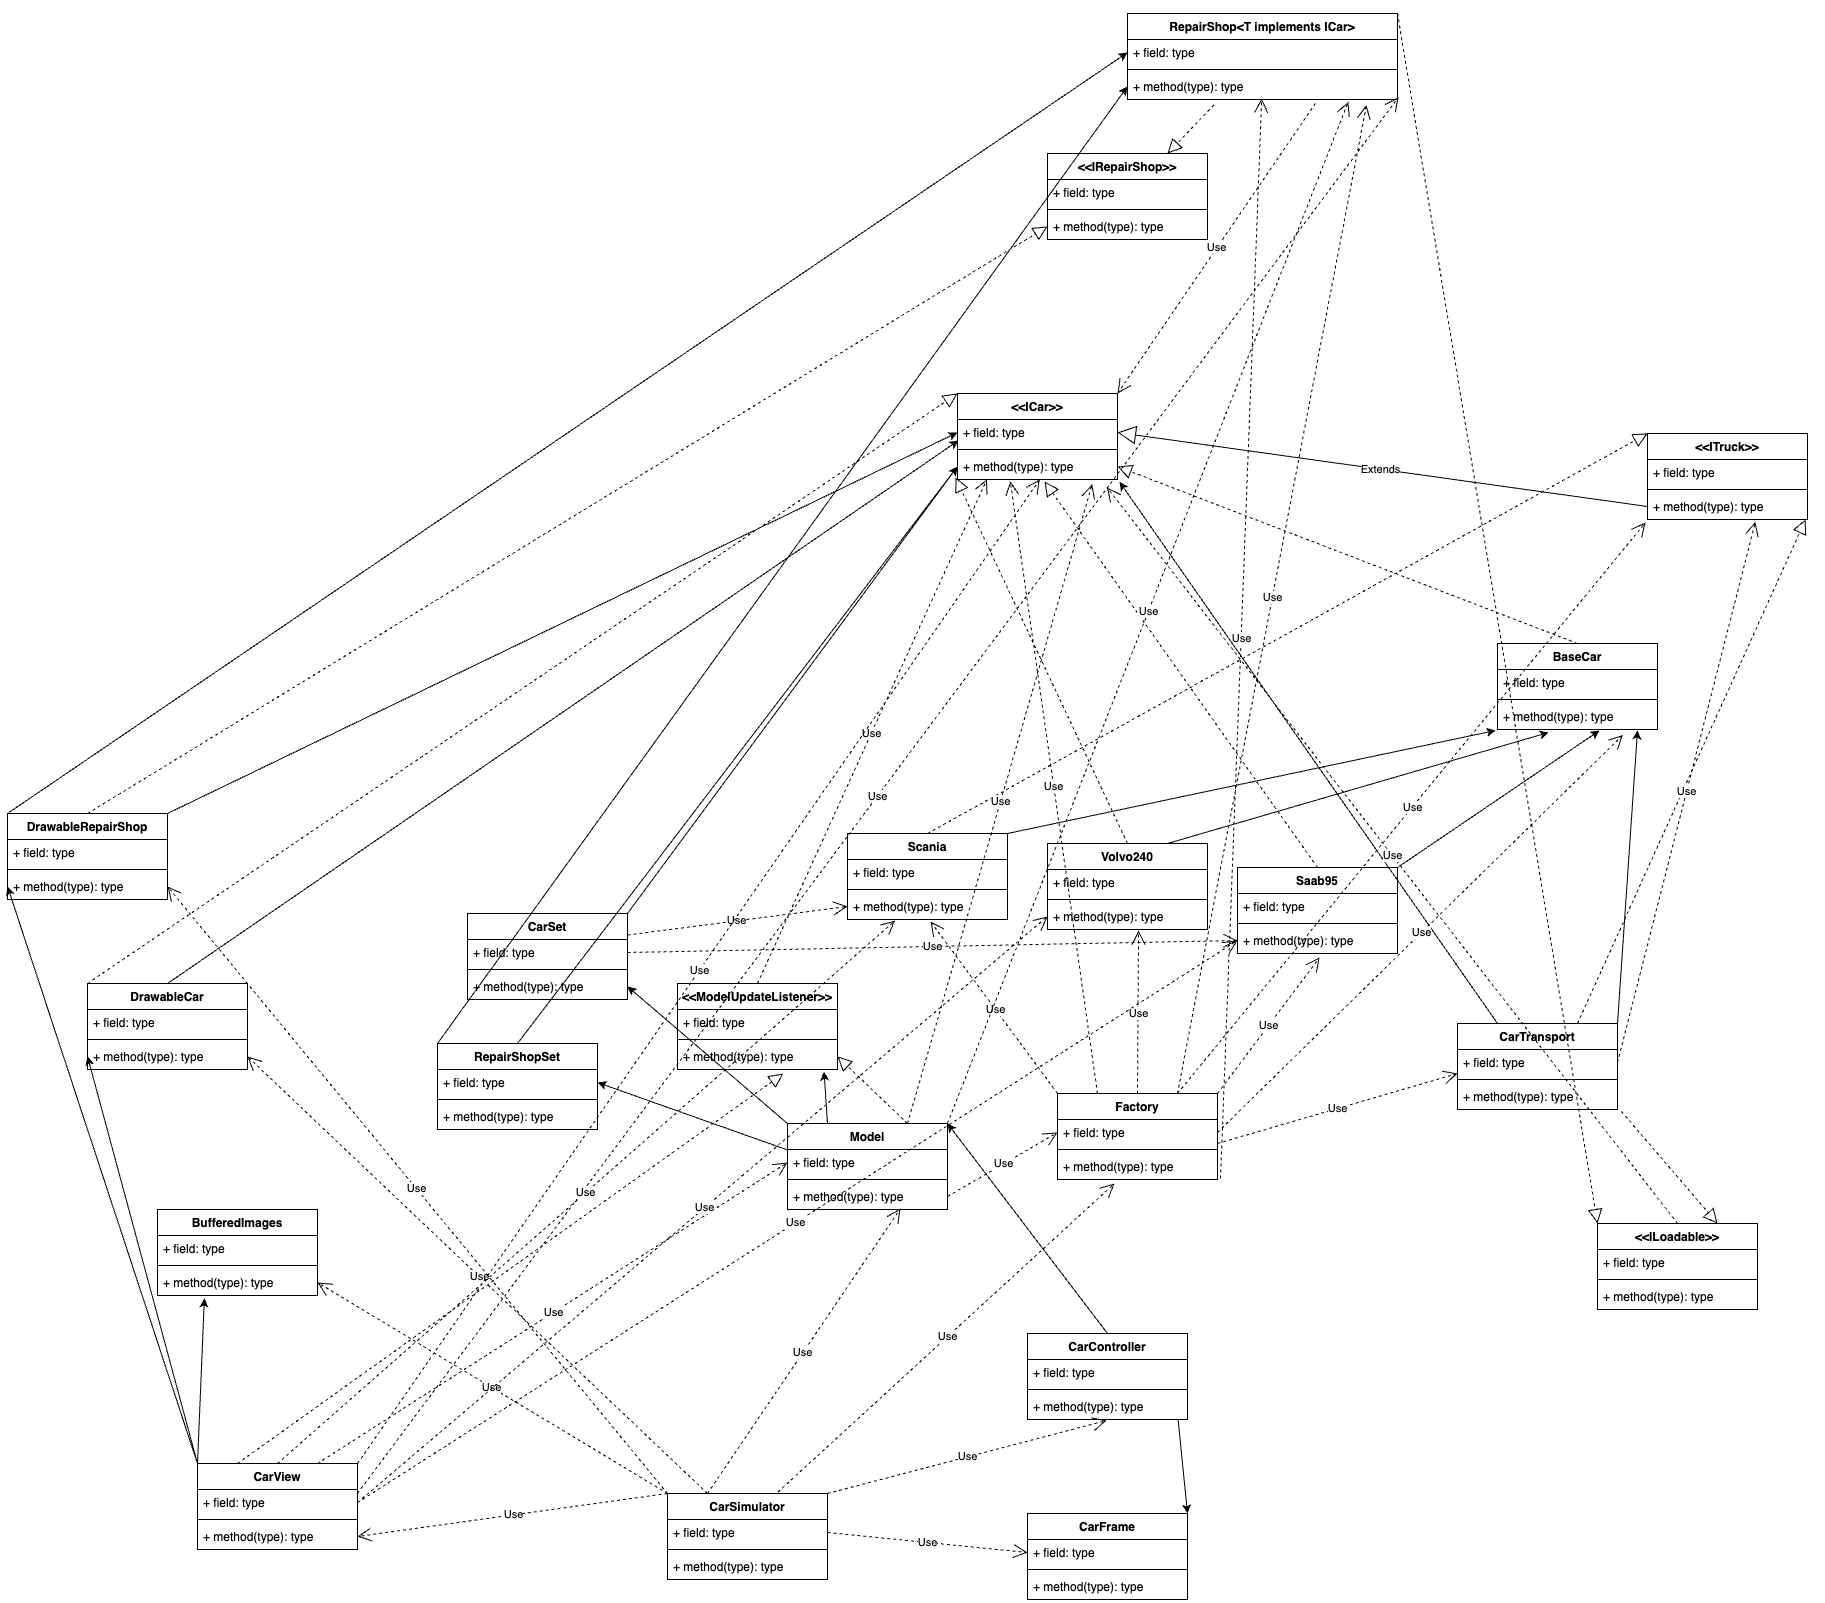 RepairShop<T implements ICar>
+ field: type
+ method(type): type
<<IRepairShop>>
+ field: type
+ method(type): type
Use
<<ICar>>
+ field: type
+ method(type): type
Extends
<<ITruck>>
+ field: type
+ method(type): type
Use
Use
Use
BaseCar
+ field: type
+ method(type): type
Use
Use
Use
Use
Use
Use
Use
DrawableRepairShop
+ field: type
+ method(type): type
Scania
+ field: type
+ method(type): type
Volvo240
+ field: type
+ method(type): type
Saab95
+ field: type
+ method(type): type
CarSet
+ field: type
+ method(type): type
Use
Use
Use
Use
DrawableCar
+ field: type
+ method(type): type
<<ModelUpdateListener>>
+ field: type
+ method(type): type
RepairShopSet
+ field: type
+ method(type): type
Use
Use
Use
CarTransport
+ field: type
+ method(type): type
Factory
+ field: type
+ method(type): type
Use
Model
+ field: type
+ method(type): type
Use
Use
Use
Use
Use
BufferedImages
+ field: type
+ method(type): type
<<ILoadable>>
+ field: type
+ method(type): type
Use
Use
Use
Use
Use
CarController
+ field: type
+ method(type): type
Use
CarView
+ field: type
+ method(type): type
Use
CarSimulator
+ field: type
+ method(type): type
Use
CarFrame
+ field: type
+ method(type): type